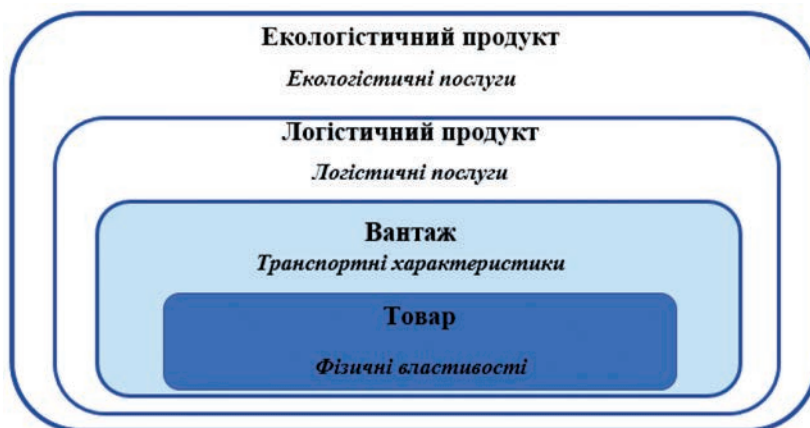 Екологістичний продукт
Екологістичні послуги
Логістичний продукт
Логістичні послуги
Вантаж
Транспортні характеристики
Товар
Фізичні властивості